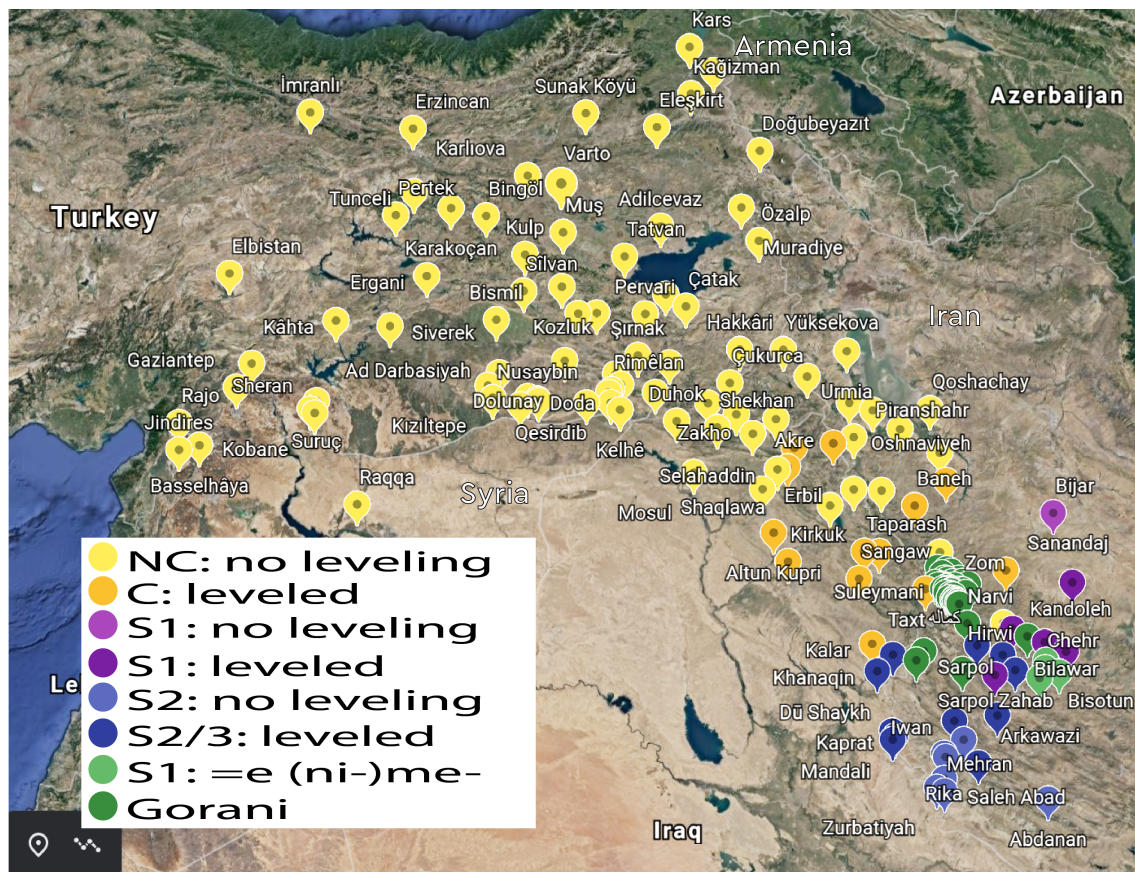 Kars
Armenia
Kağizman
İmranlı
Sunak Köyü
Azerbaijan
Erzincan
Eleşkirt
Doğubeyazıt
Karlıova
Varto
Pertek
Bingöl
Tunceli
Adilcevaz
Muş
Özalp
Turkey
Kulp
Tatvan
Elbistan
Karakoçan
Muradiye
Sîlvan
Ergani
Çatak
Bismil
Pervari
Iran
Kâhta
Siverek
Kozluk
Şırnak
Hakkâri
Yüksekova
Gaziantep
Çukurca
Rimêlan
Ad Darbasiyah
Nusaybin
Sheran
Qoshachay
Rajo
Duhok
Urmia
Dolunay
Doda
Shekhan
Piranshahr
Jindires
Kıziltepe
Qesirdib
Zakho
Suruç
Akre
Oshnaviyeh
Kobane
Kelhê
Raqqa
Selahaddin
Baneh
Basselhâya
Bijar
Syria
Erbil
Shaqlawa
Mosul
Taparash
Kirkuk
Sanandaj
Sangaw
Zom
Altun Kupri
Suleymani
Narvi
Kandoleh
Taxt
كماله
Hirwi
Chehr
Kalar
Sarpol
Bilawar
Khanaqin
Sarpol Zahab
Bisotun
Dū Shaykh
Iwan
Arkawazi
Kaprat
Mehran
Mandali
Rika
Saleh Abad
Zurbatiyah
Iraq
Abdanan
Le
NC: no leveling
C: leveled
S1: no leveling
S1: leveled
S2: no leveling
S2/3: leveled
S1: =e (ni-)me-
Gorani